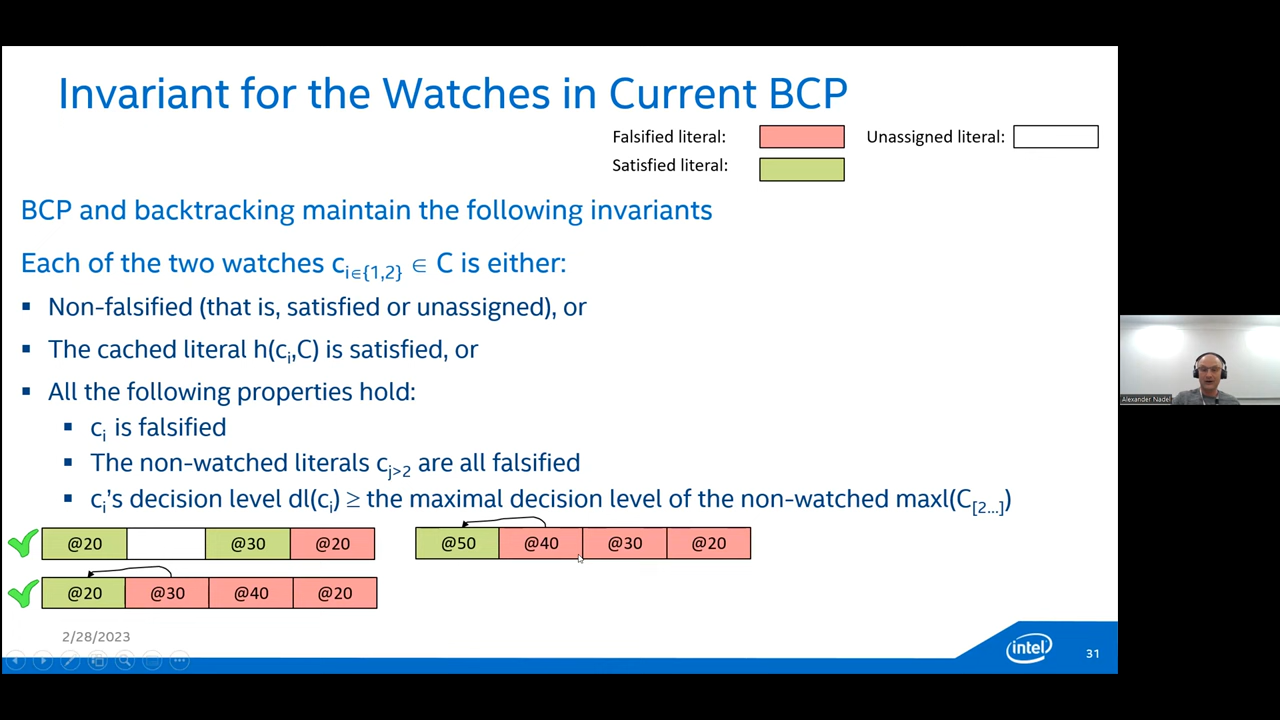 Invariant for the Watches in Current BCP
Falsified literal:
Unassigned literal:
Satisfied literal:
BCP and backtracking maintain the following invariants
Each of the two watches c_{i∈{1,2}} ∈ C is either:
▪ Non-falsified (that is, satisfied or unassigned), or
▪ The cached literal h(c_i,C) is satisfied, or
▪ All the following properties hold:
▪ c_i is falsified
▪ The non-watched literals c_{j>2} are all falsified
▪ c_i's decision level dl(c_i) ≥ the maximal decision level of the non-watched maxl(C_{[2...]})
@20 @30 @20
@50 @40 @30 @20
@20 @30 @40 @20
2/28/2023
intel
31
Alexander Nadel